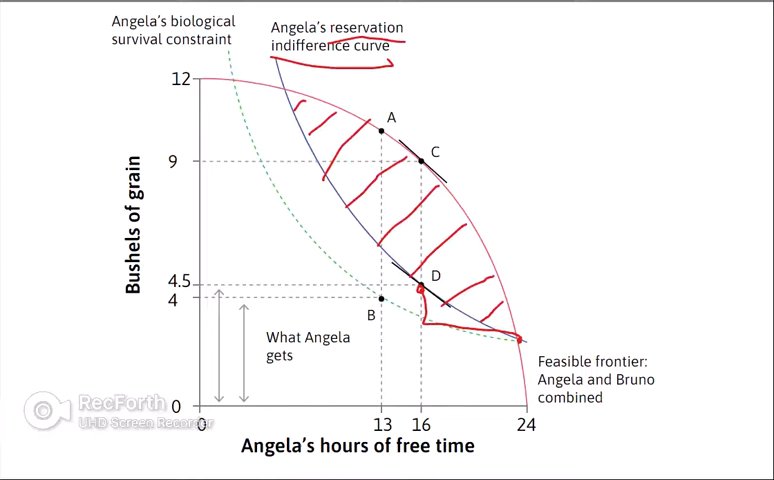 Angela's biological
survival constraint
Angela's reservation
indifference curve
12
A
C
9
Bushels of grain
D
4.5
4
B
What Angela
gets
Feasible frontier:
Angela and Bruno
combined
RecForth
UHD Screen Recorder
0
0
13
16
24
Angela's hours of free time